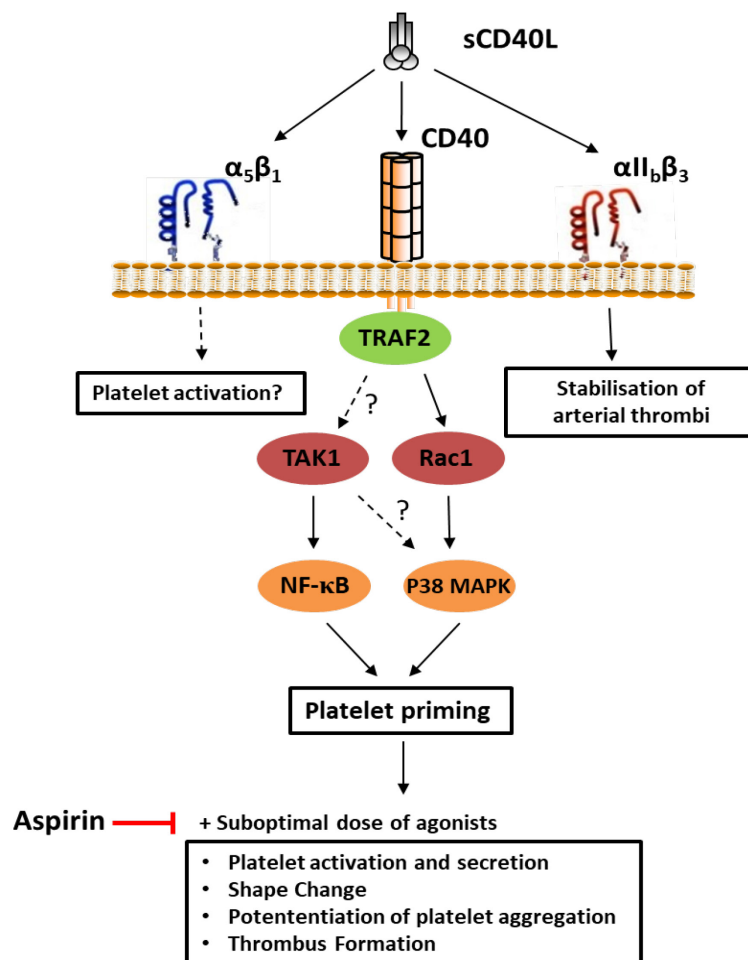 sCD40L
CD40
α₅β₁
αII_bβ₃
TRAF2
Platelet activation?
Stabilisation of
arterial thrombi
?
TAK1
Rac1
?
NF-κB
P38 MAPK
Platelet priming
Aspirin
+ Suboptimal dose of agonists
• Platelet activation and secretion
• Shape Change
• Potententiation of platelet aggregation
• Thrombus Formation